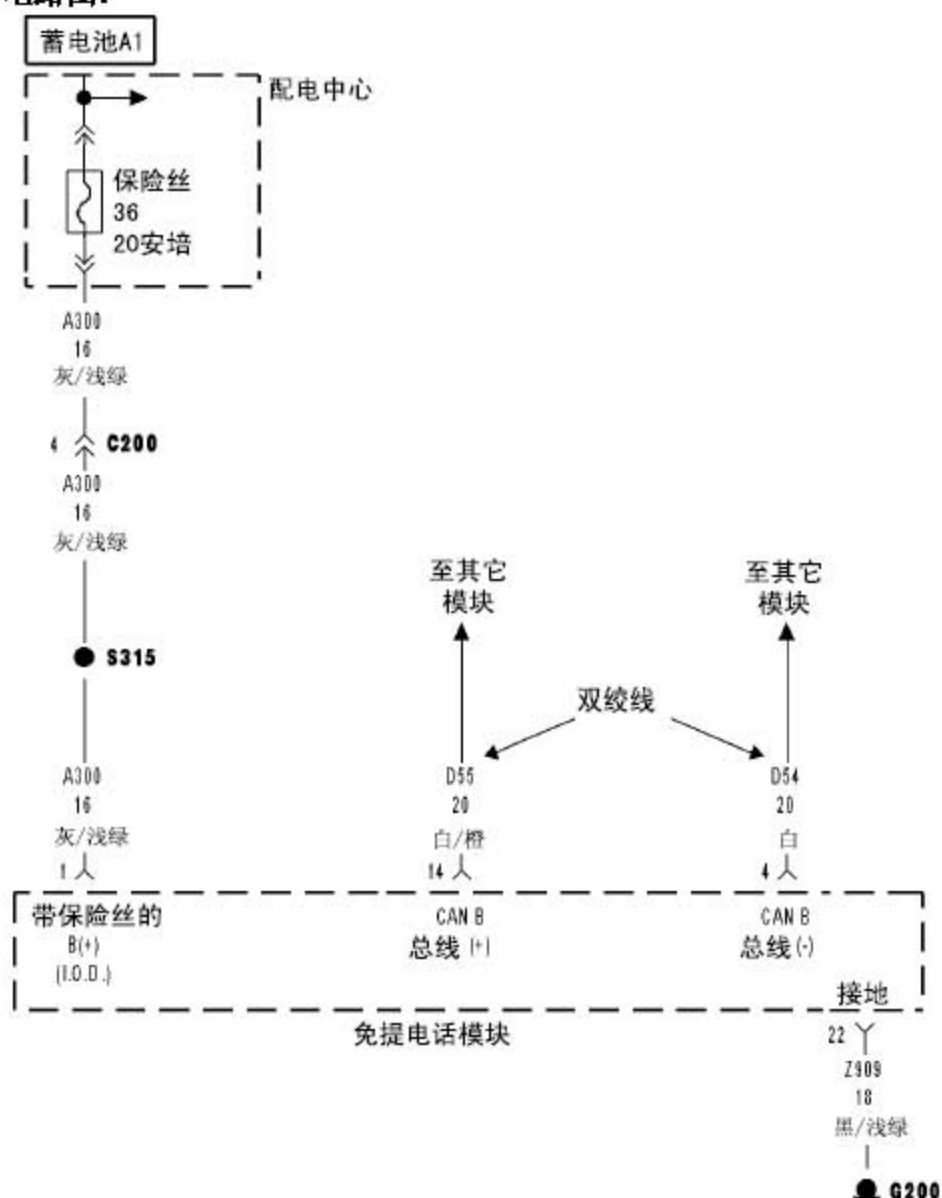 蓄电池A1
配电中心
保险丝
36
20安培
A300
16
灰/浅绿
4 C200
A300
16
灰/浅绿
至其它
模块
至其它
模块
S315
双绞线
A300
16
灰/浅绿
1
D55
20
白/橙
14
D54
20
白
4
带保险丝的
B(+)
(I.O.D.)
CAN B
总线 (+)
CAN B
总线(-)
接地
免提电话模块
22
Z909
18
黑/浅绿
G200